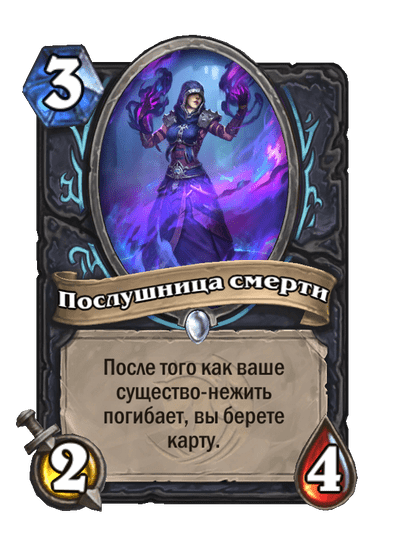 3
Послушница смерти
После того как ваше
существо-нежить
погибает, вы берете
карту.
2
4